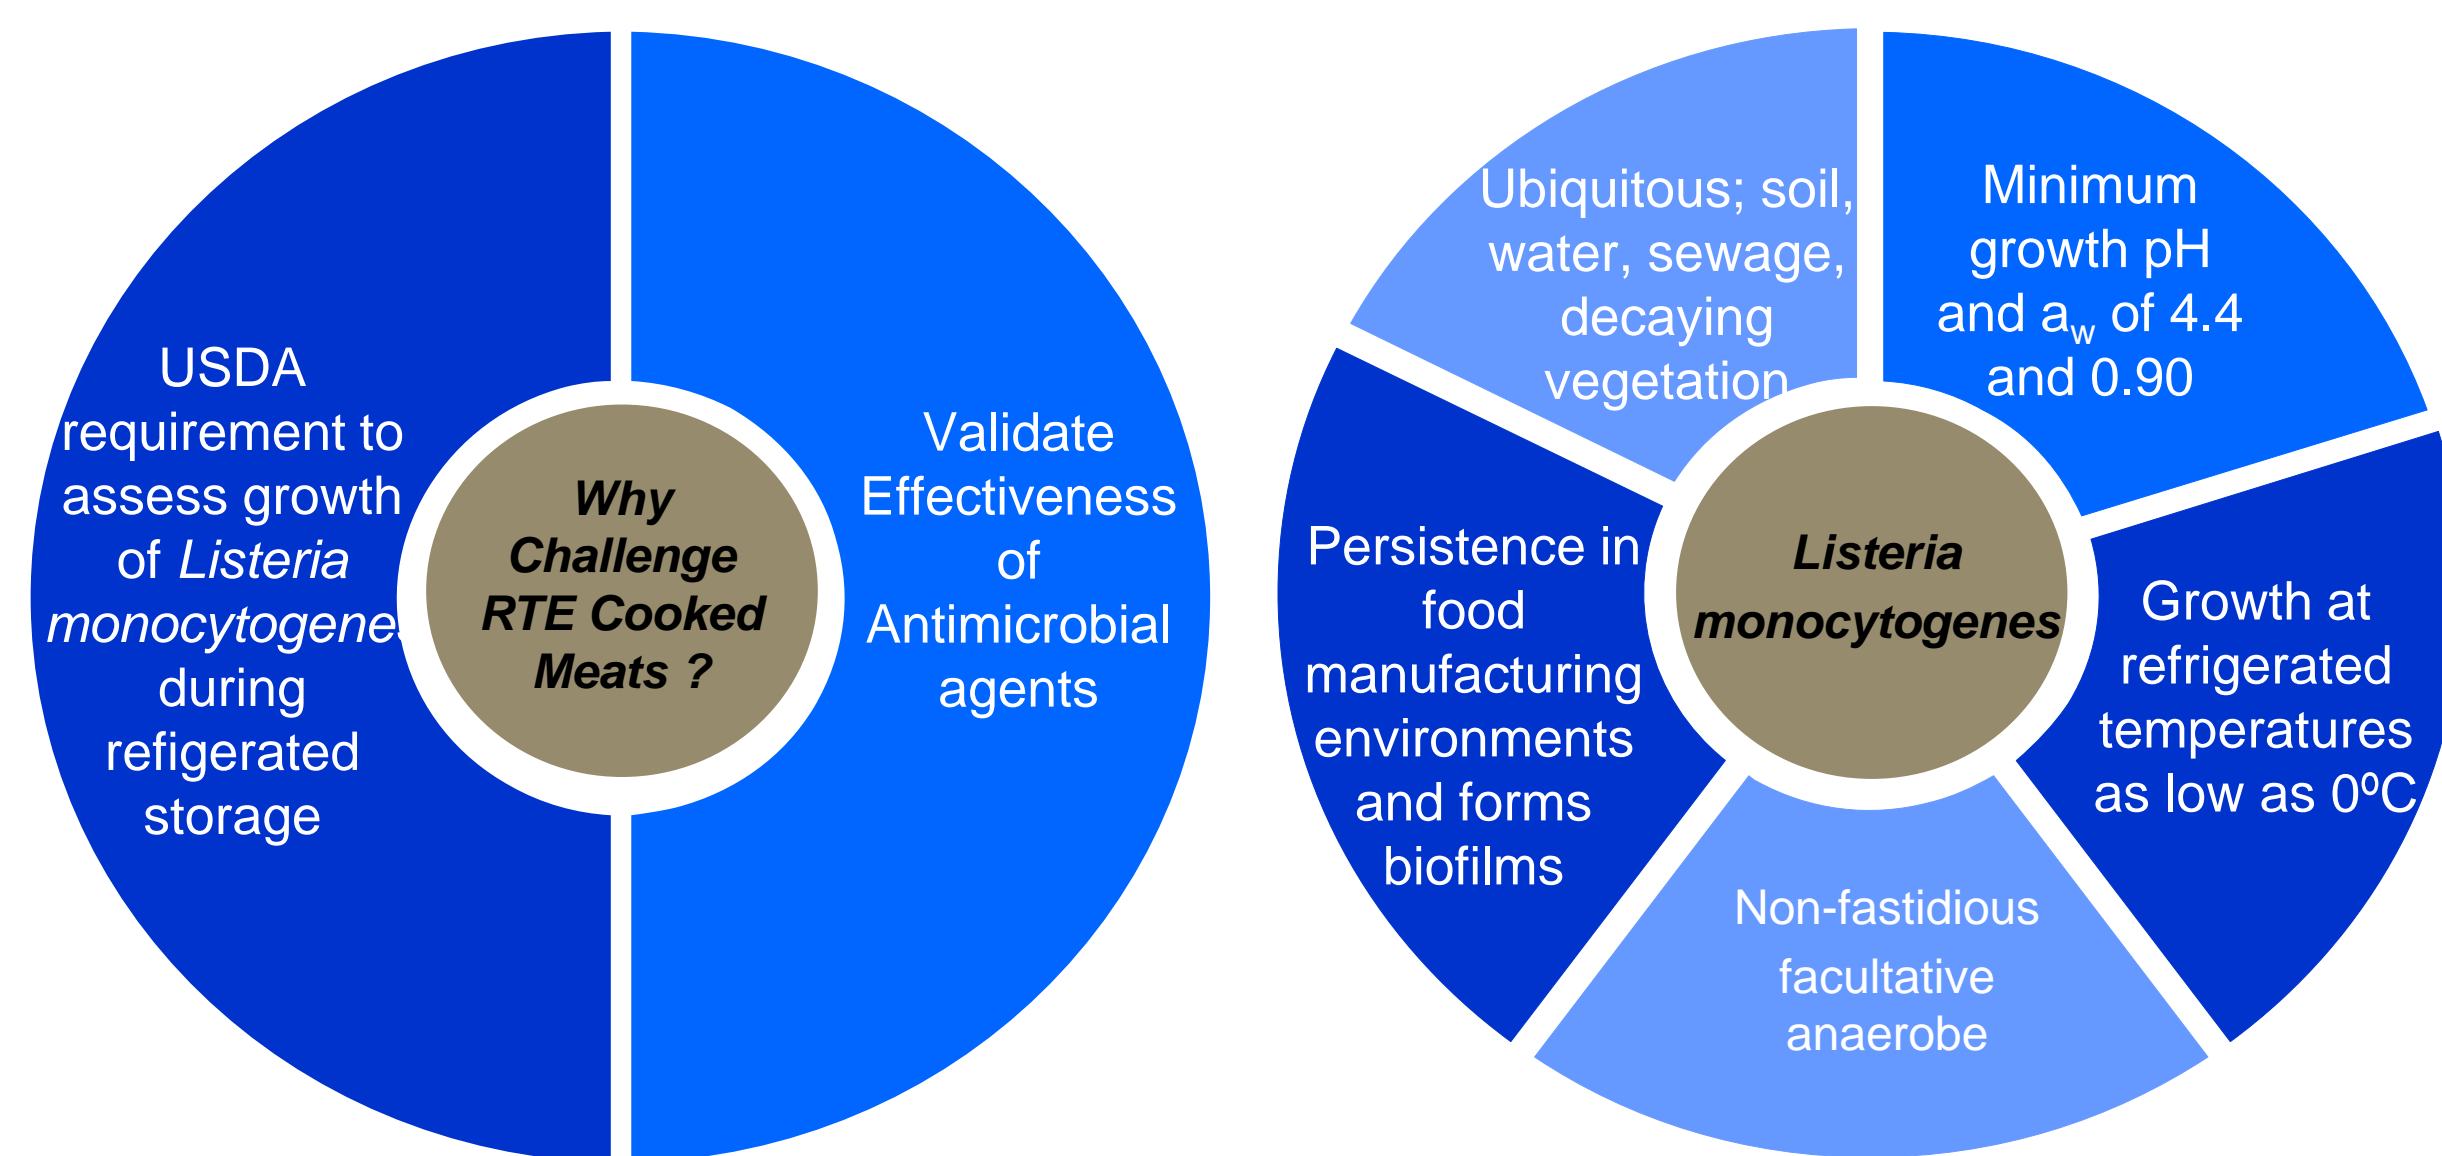 USDA
requirement to
assess growth
of Listeria
monocytogenes
during
refigerated
storage
Why
Challenge
RTE Cooked
Meats ?
Validate
Effectiveness
of
Antimicrobial
agents
Ubiquitous; soil,
water, sewage,
decaying
vegetation
Minimum
growth pH
and aw of 4.4
and 0.90
Persistence in
food
manufacturing
environments
and forms
biofilms
Listeria
monocytogenes
Growth at
refrigerated
temperatures
as low as 0ºC
Non-fastidious
facultative
anaerobe